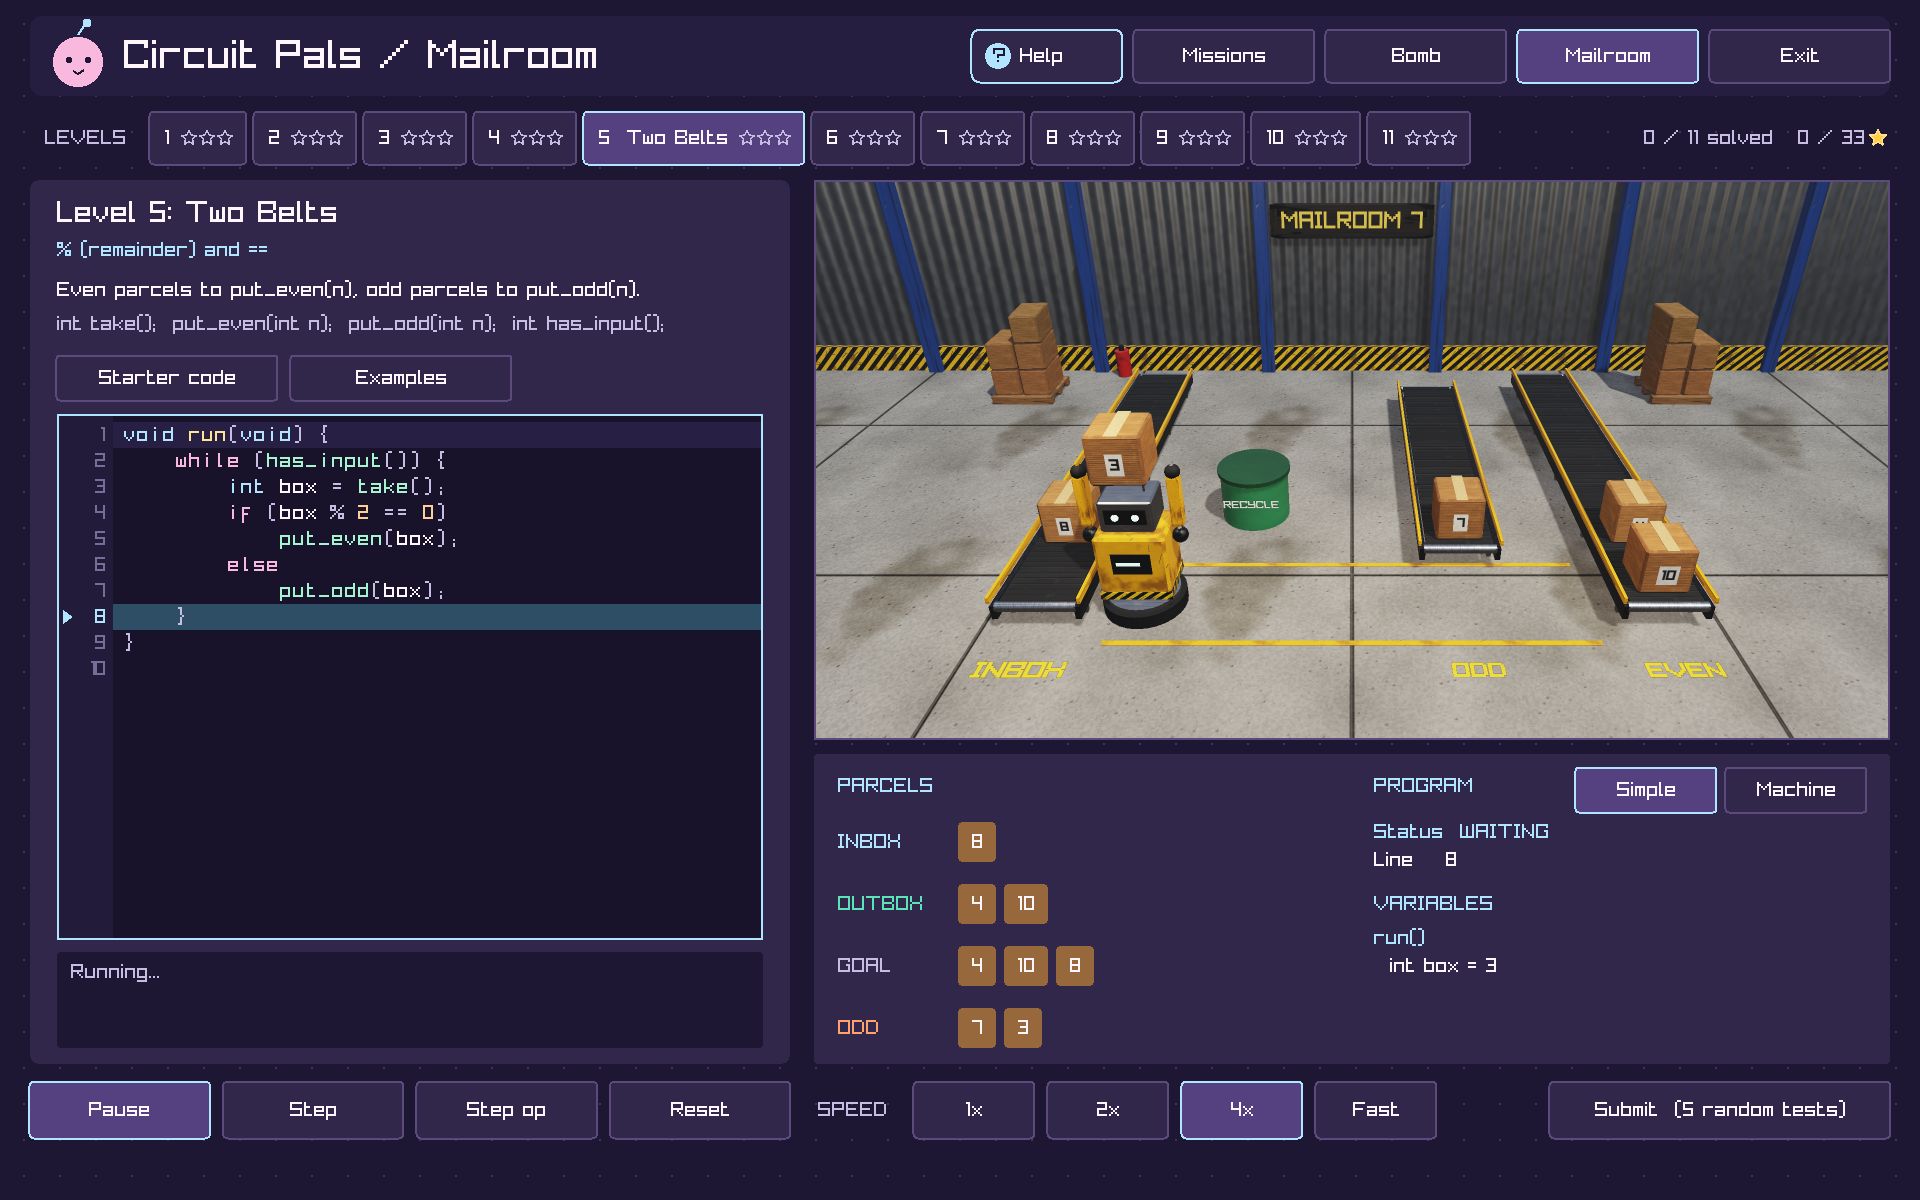 Circuit Pals / Mailroom
? Help
Missions
Bomb
Mailroom
Exit
LEVELS
1
2
3
4
5 Two Belts
6
7
8
9
10
11
0 / 11 solved 0 / 33
Level 5: Two Belts
% (remainder) and ==
Even parcels to put_even(n), odd parcels to put_odd(n).
int take(); put_even(int n); put_odd(int n); int has_input();
Starter code
Examples
1 void run(void) {
2 while (has_input()) {
3 int box = take();
4 if (box % 2 == 0)
5 put_even(box);
6 else
7 put_odd(box);
8 }
9 }
10
Running...
MAILROOM 7
3
8
RECYCLE
7
10
INBOX
ODD
EVEN
PARCELS
INBOX 8
OUTBOX 4 10
GOAL 4 10 8
ODD 7 3
PROGRAM
Simple
Machine
Status WAITING
Line 8
VARIABLES
run()
int box = 3
Pause
Step
Step op
Reset
SPEED
1x
2x
4x
Fast
Submit (5 random tests)